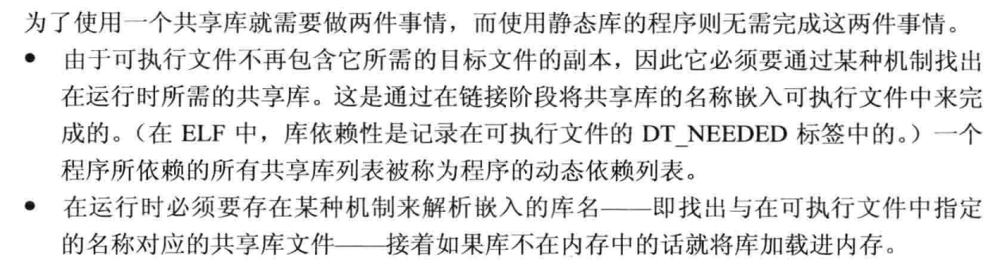 为了使用一个共享库就需要做两件事情，而使用静态库的程序则无需完成这两件事情。
● 由于可执行文件不再包含它所需的目标文件的副本，因此它必须要通过某种机制找出
在运行时所需的共享库。这是通过在链接阶段将共享库的名称嵌入可执行文件中来完
成的。（在 ELF 中，库依赖性是记录在可执行文件的 DT_NEEDED 标签中的。）一个
程序所依赖的所有共享库列表被称为程序的动态依赖列表。
● 在运行时必须要存在某种机制来解析嵌入的库名——即找出与在可执行文件中指定
的名称对应的共享库文件——接着如果库不在内存中的话就将库加载进内存。